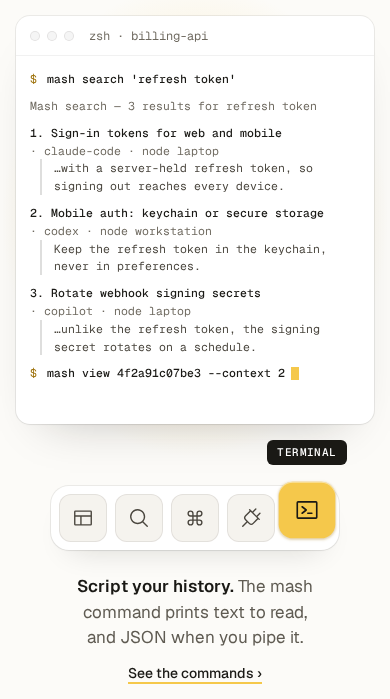 zsh · billing-api
$ mash search 'refresh token'
Mash search — 3 results for refresh token
1. Sign-in tokens for web and mobile
· claude-code · node laptop
…with a server-held refresh token, so
signing out reaches every device.
2. Mobile auth: keychain or secure storage
· codex · node workstation
Keep the refresh token in the keychain,
never in preferences.
3. Rotate webhook signing secrets
· copilot · node laptop
…unlike the refresh token, the signing
secret rotates on a schedule.
$ mash view 4f2a91c07be3 --context 2
TERMINAL
Script your history. The mash
command prints text to read,
and JSON when you pipe it.
See the commands ›